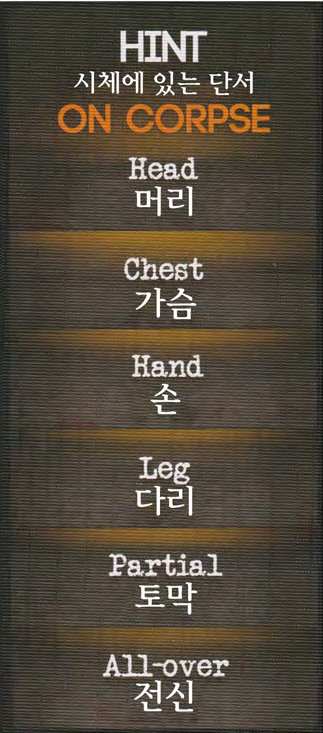 HINT
시체에 있는 단서
ON CORPSE
Head
머리
Chest
가슴
Hand
손
Leg
다리
Partial
토막
All-over
전신